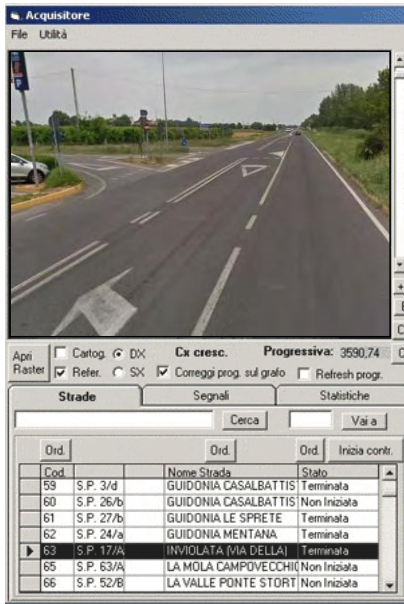 Acquisitore
File Utilità
P
Apri Raster
Cartog. DX Cx cresc. Progressiva: 3590,74
Refer. SX Correggi prog. sul grafo Refresh progr.
Strade Segnali Statistiche
Cerca Vai a
Ord. Ord. Ord. Inizia contr.
Cod. Nome Strada Stato
59 S.P. 3/d GUIDONIA CASALBATTIS Terminata
60 S.P. 26/b GUIDONIA CASALBATTIS Non Iniziata
61 S.P. 27/b GUIDONIA LE SPRETE Terminata
62 S.P. 24/a GUIDONIA MENTANA Terminata
63 S.P. 17/A INVIOLATA (VIA DELLA) Terminata
65 S.P. 63/A LA MOLA CAMPOVECCHIO Non Iniziata
66 S.P. 52/B LA VALLE PONTE STORT Non Iniziata